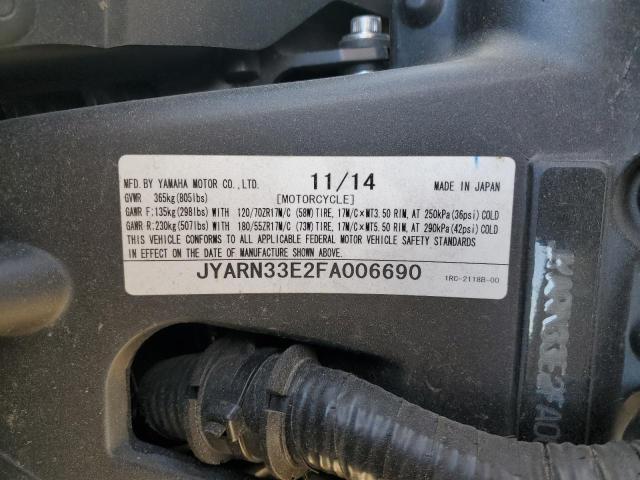 MFD. BY YAMAHA MOTOR CO., LTD. 11/14 MADE IN JAPAN
GVWR 365kg (805lbs) [MOTORCYCLE]
GAWR F: 135kg (298lbs) WITH 120/70ZR17M/C (58W) TIRE, 17M/C×MT3.50 RIM, AT 250kPa (36psi) COLD
GAWR R: 230kg (507lbs) WITH 180/55ZR17M/C (73W) TIRE, 17M/C×MT5.50 RIM, AT 290kPa (42psi) COLD
THIS VEHICLE CONFORMS TO ALL APPLICABLE FEDERAL MOTOR VEHICLE SAFETY STANDARDS
IN EFFECT ON THE DATE OF MANUFACTURE SHOWN ABOVE.
JYARN33E2FA006690 1RC-2118B-00